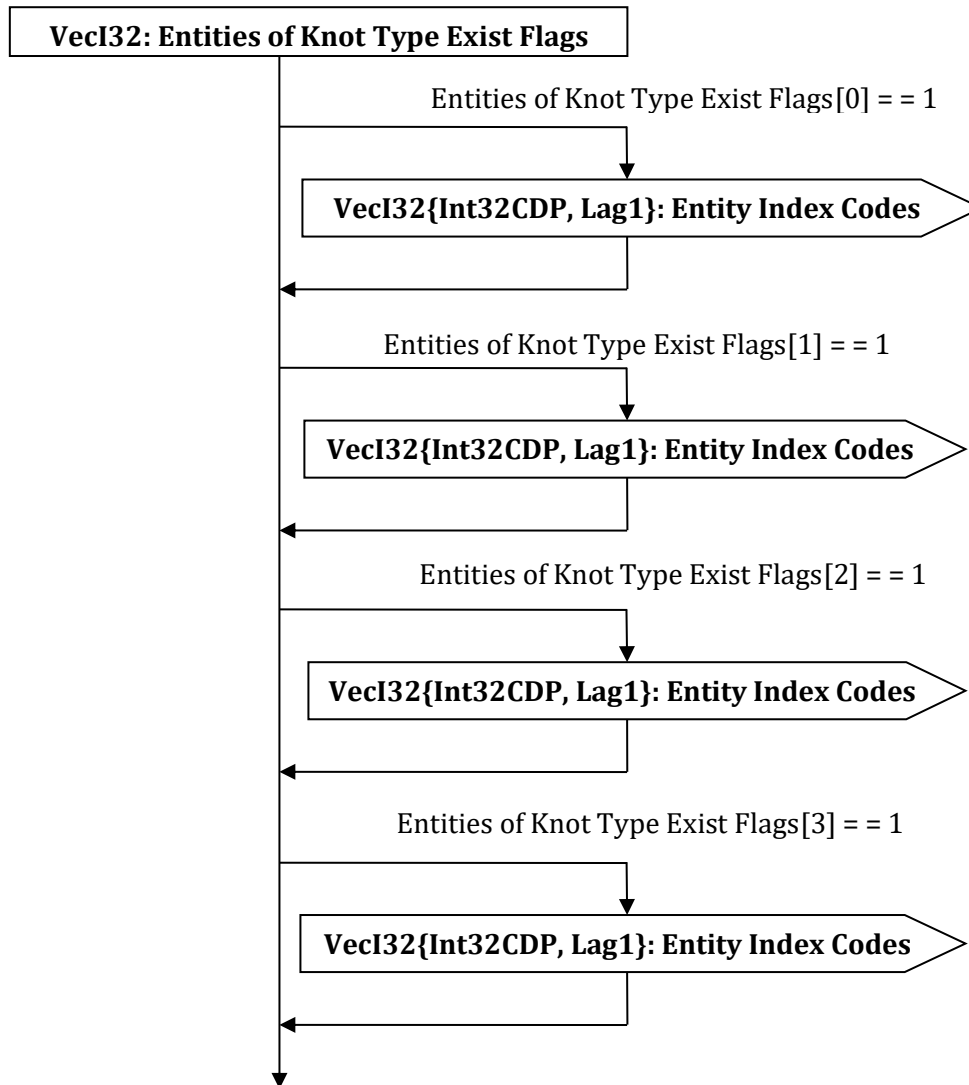 VecI32: Entities of Knot Type Exist Flags
Entities of Knot Type Exist Flags[0] = = 1
VecI32{Int32CDP, Lag1}: Entity Index Codes
Entities of Knot Type Exist Flags[1] = = 1
VecI32{Int32CDP, Lag1}: Entity Index Codes
Entities of Knot Type Exist Flags[2] = = 1
VecI32{Int32CDP, Lag1}: Entity Index Codes
Entities of Knot Type Exist Flags[3] = = 1
VecI32{Int32CDP, Lag1}: Entity Index Codes